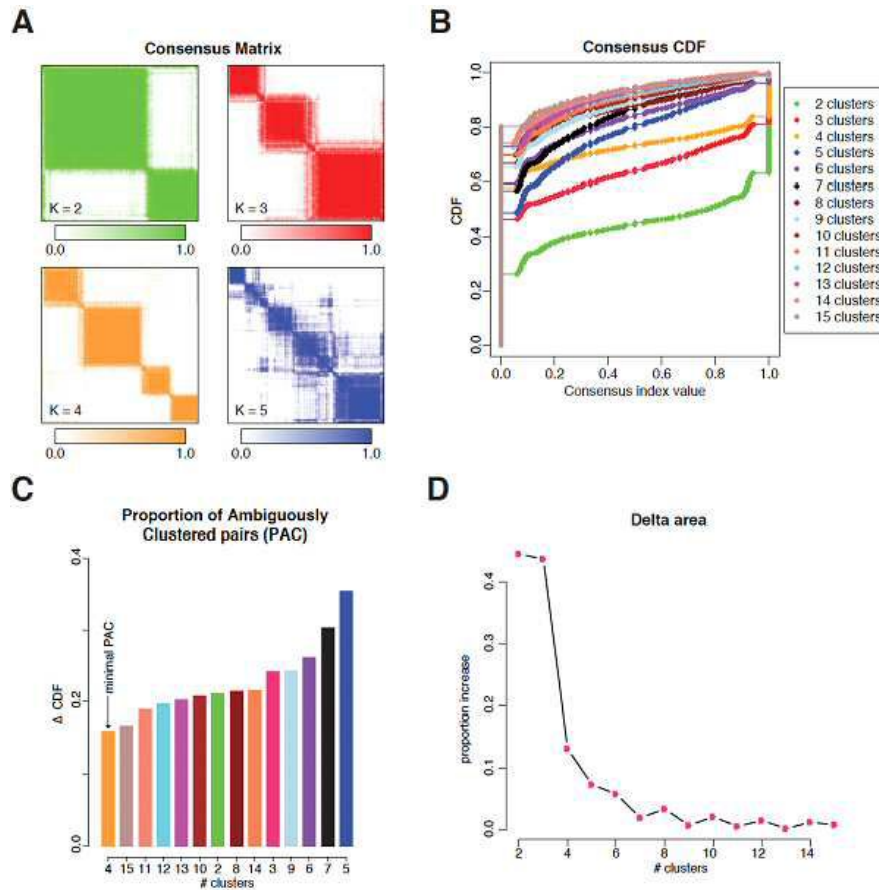 A
Consensus Matrix
K = 2
K = 3
0.0 1.0
0.0 1.0
K = 4
K = 5
0.0 1.0
0.0 1.0
B
Consensus CDF
CDF
1.0
0.8
0.6
0.4
0.2
0.0
0.0 0.2 0.4 0.6 0.8 1.0
Consensus index value
2 clusters
3 clusters
4 clusters
5 clusters
6 clusters
7 clusters
8 clusters
9 clusters
10 clusters
11 clusters
12 clusters
13 clusters
14 clusters
15 clusters
C
Proportion of Ambiguously
Clustered pairs (PAC)
Δ CDF
0.4
0.2
0.0
minimal PAC
4 15 11 12 13 10 2 8 14 3 9 6 7 5
# clusters
D
Delta area
proportion increase
0.4
0.3
0.2
0.1
0.0
2 4 6 8 10 12 14
# clusters